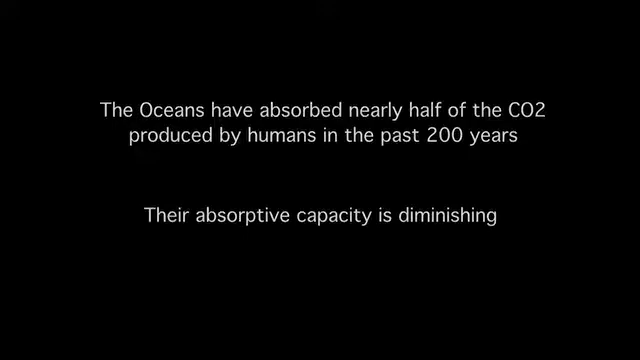 The Oceans have absorbed nearly half of the CO2
produced by humans in the past 200 years
Their absorptive capacity is diminishing